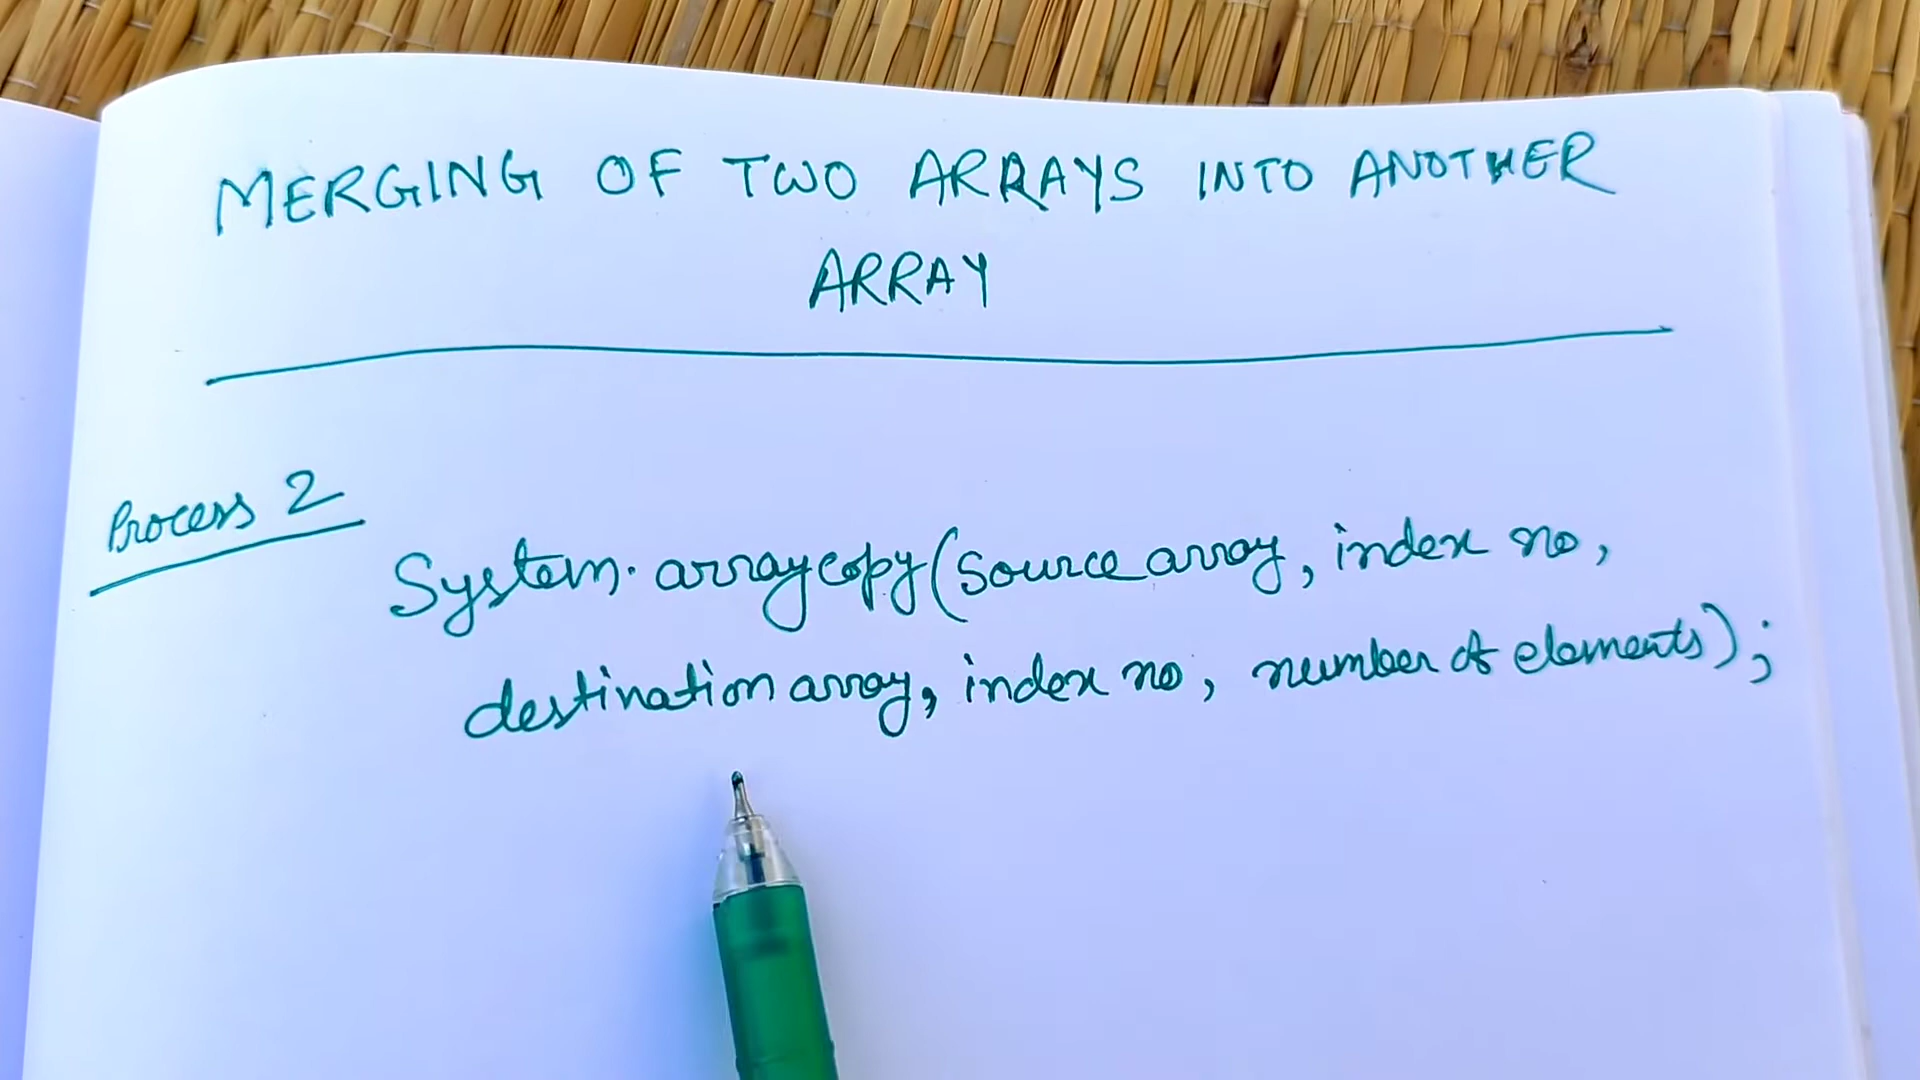 MERGING OF TWO ARRAYS INTO ANOTHER
ARRAY
Process 2
System.arraycopy(Source array, index no,
destination array, index no, number of elements);